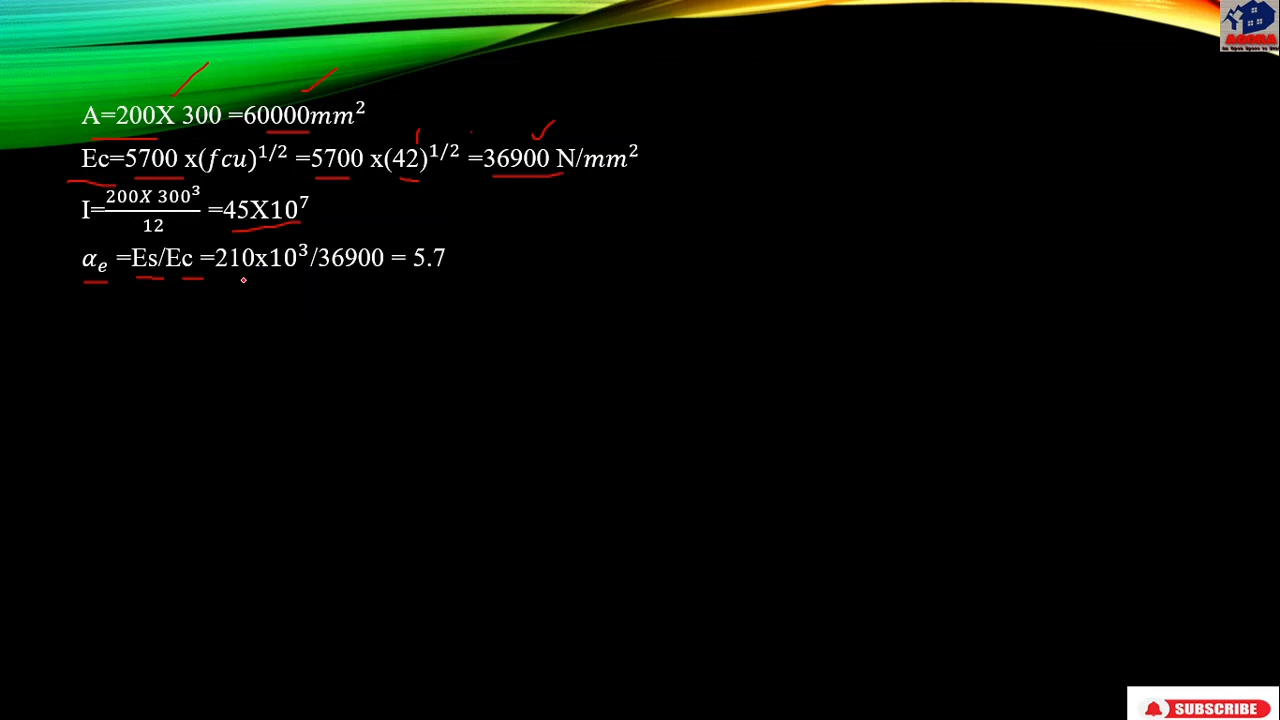 AGORA
A=200X 300 =60000mm²
Ec=5700 x(fcu)^1/2 =5700 x(42)^1/2 =36900 N/mm²
I=200X 300³/12 =45X10⁷
αₑ =Es/Ec =210x10³/36900 = 5.7
SUBSCRIBE